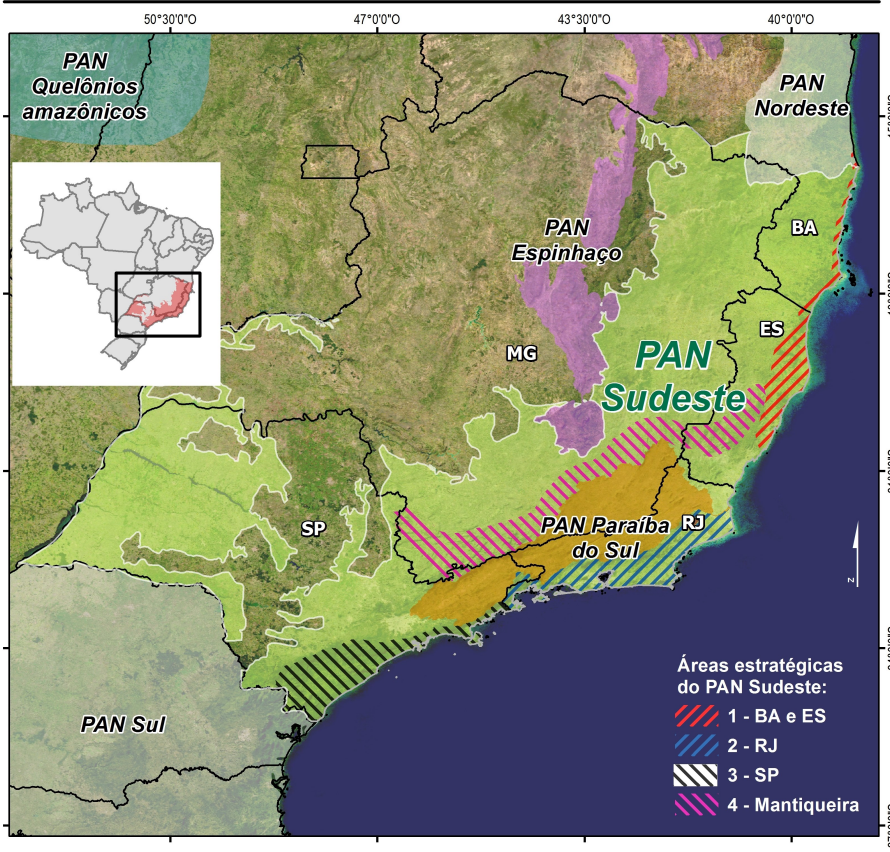 50°30'0"O
47°0'0"O
43°30'0"O
40°0'0"O
PAN
Quelônios
amazônicos
PAN
Nordeste
PAN
Espinhaço
BA
ES
MG
PAN
Sudeste
SP
PAN Paraíba
do Sul
RJ
N
PAN Sul
Áreas estratégicas
do PAN Sudeste:
1 - BA e ES
2 - RJ
3 - SP
4 - Mantiqueira